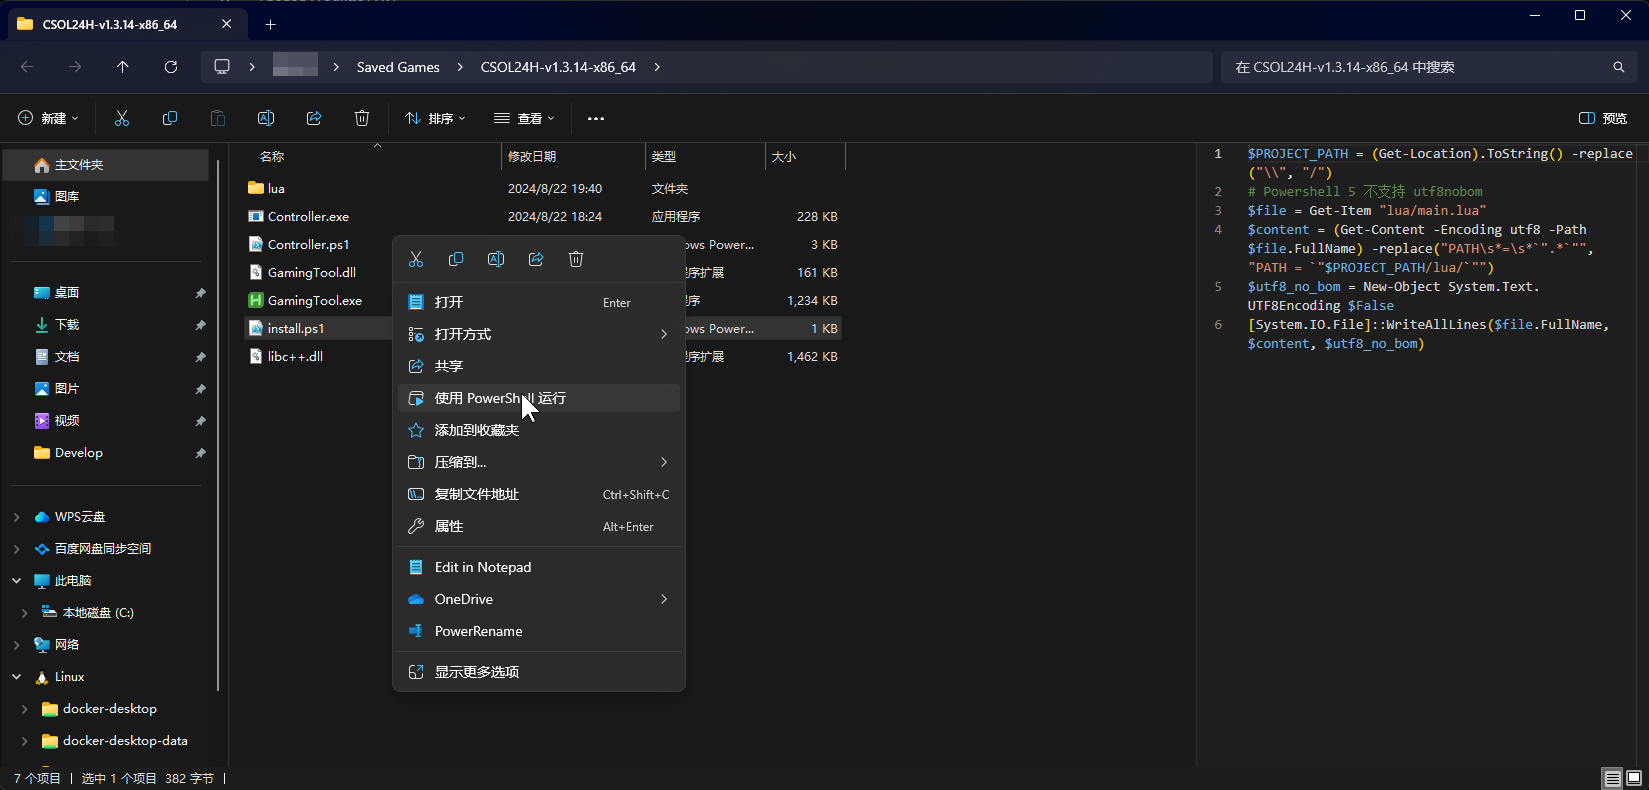 CSOL24H-v1.3.14-x86_64
Saved Games
CSOL24H-v1.3.14-x86_64
在 CSOL24H-v1.3.14-x86_64 中搜索
新建
排序
查看
预览
主文件夹
图库
桌面
下载
文档
图片
视频
Develop
WPS云盘
百度网盘同步空间
此电脑
本地磁盘 (C:)
网络
Linux
docker-desktop
docker-desktop-data
名称 修改日期 类型 大小
lua 2024/8/22 19:40 文件夹
Controller.exe 2024/8/22 18:24 应用程序 228 KB
Controller.ps1 ows Power... 3 KB
GamingTool.dll 序扩展 161 KB
GamingTool.exe 序 1,234 KB
install.ps1 ows Power... 1 KB
libc++.dll 序扩展 1,462 KB
打开 Enter
打开方式
共享
使用 PowerShell 运行
添加到收藏夹
压缩到...
复制文件地址 Ctrl+Shift+C
属性 Alt+Enter
Edit in Notepad
OneDrive
PowerRename
显示更多选项
1 $PROJECT_PATH = (Get-Location).ToString() -replace
("\\", "/")
2 # Powershell 5 不支持 utf8nobom
3 $file = Get-Item "lua/main.lua"
4 $content = (Get-Content -Encoding utf8 -Path
$file.FullName) -replace("PATH\s*=\s*`".*`"",
"PATH = `"$PROJECT_PATH/lua/`"")
5 $utf8_no_bom = New-Object System.Text.
UTF8Encoding $False
6 [System.IO.File]::WriteAllLines($file.FullName,
$content, $utf8_no_bom)
7 个项目 选中 1 个项目 382 字节